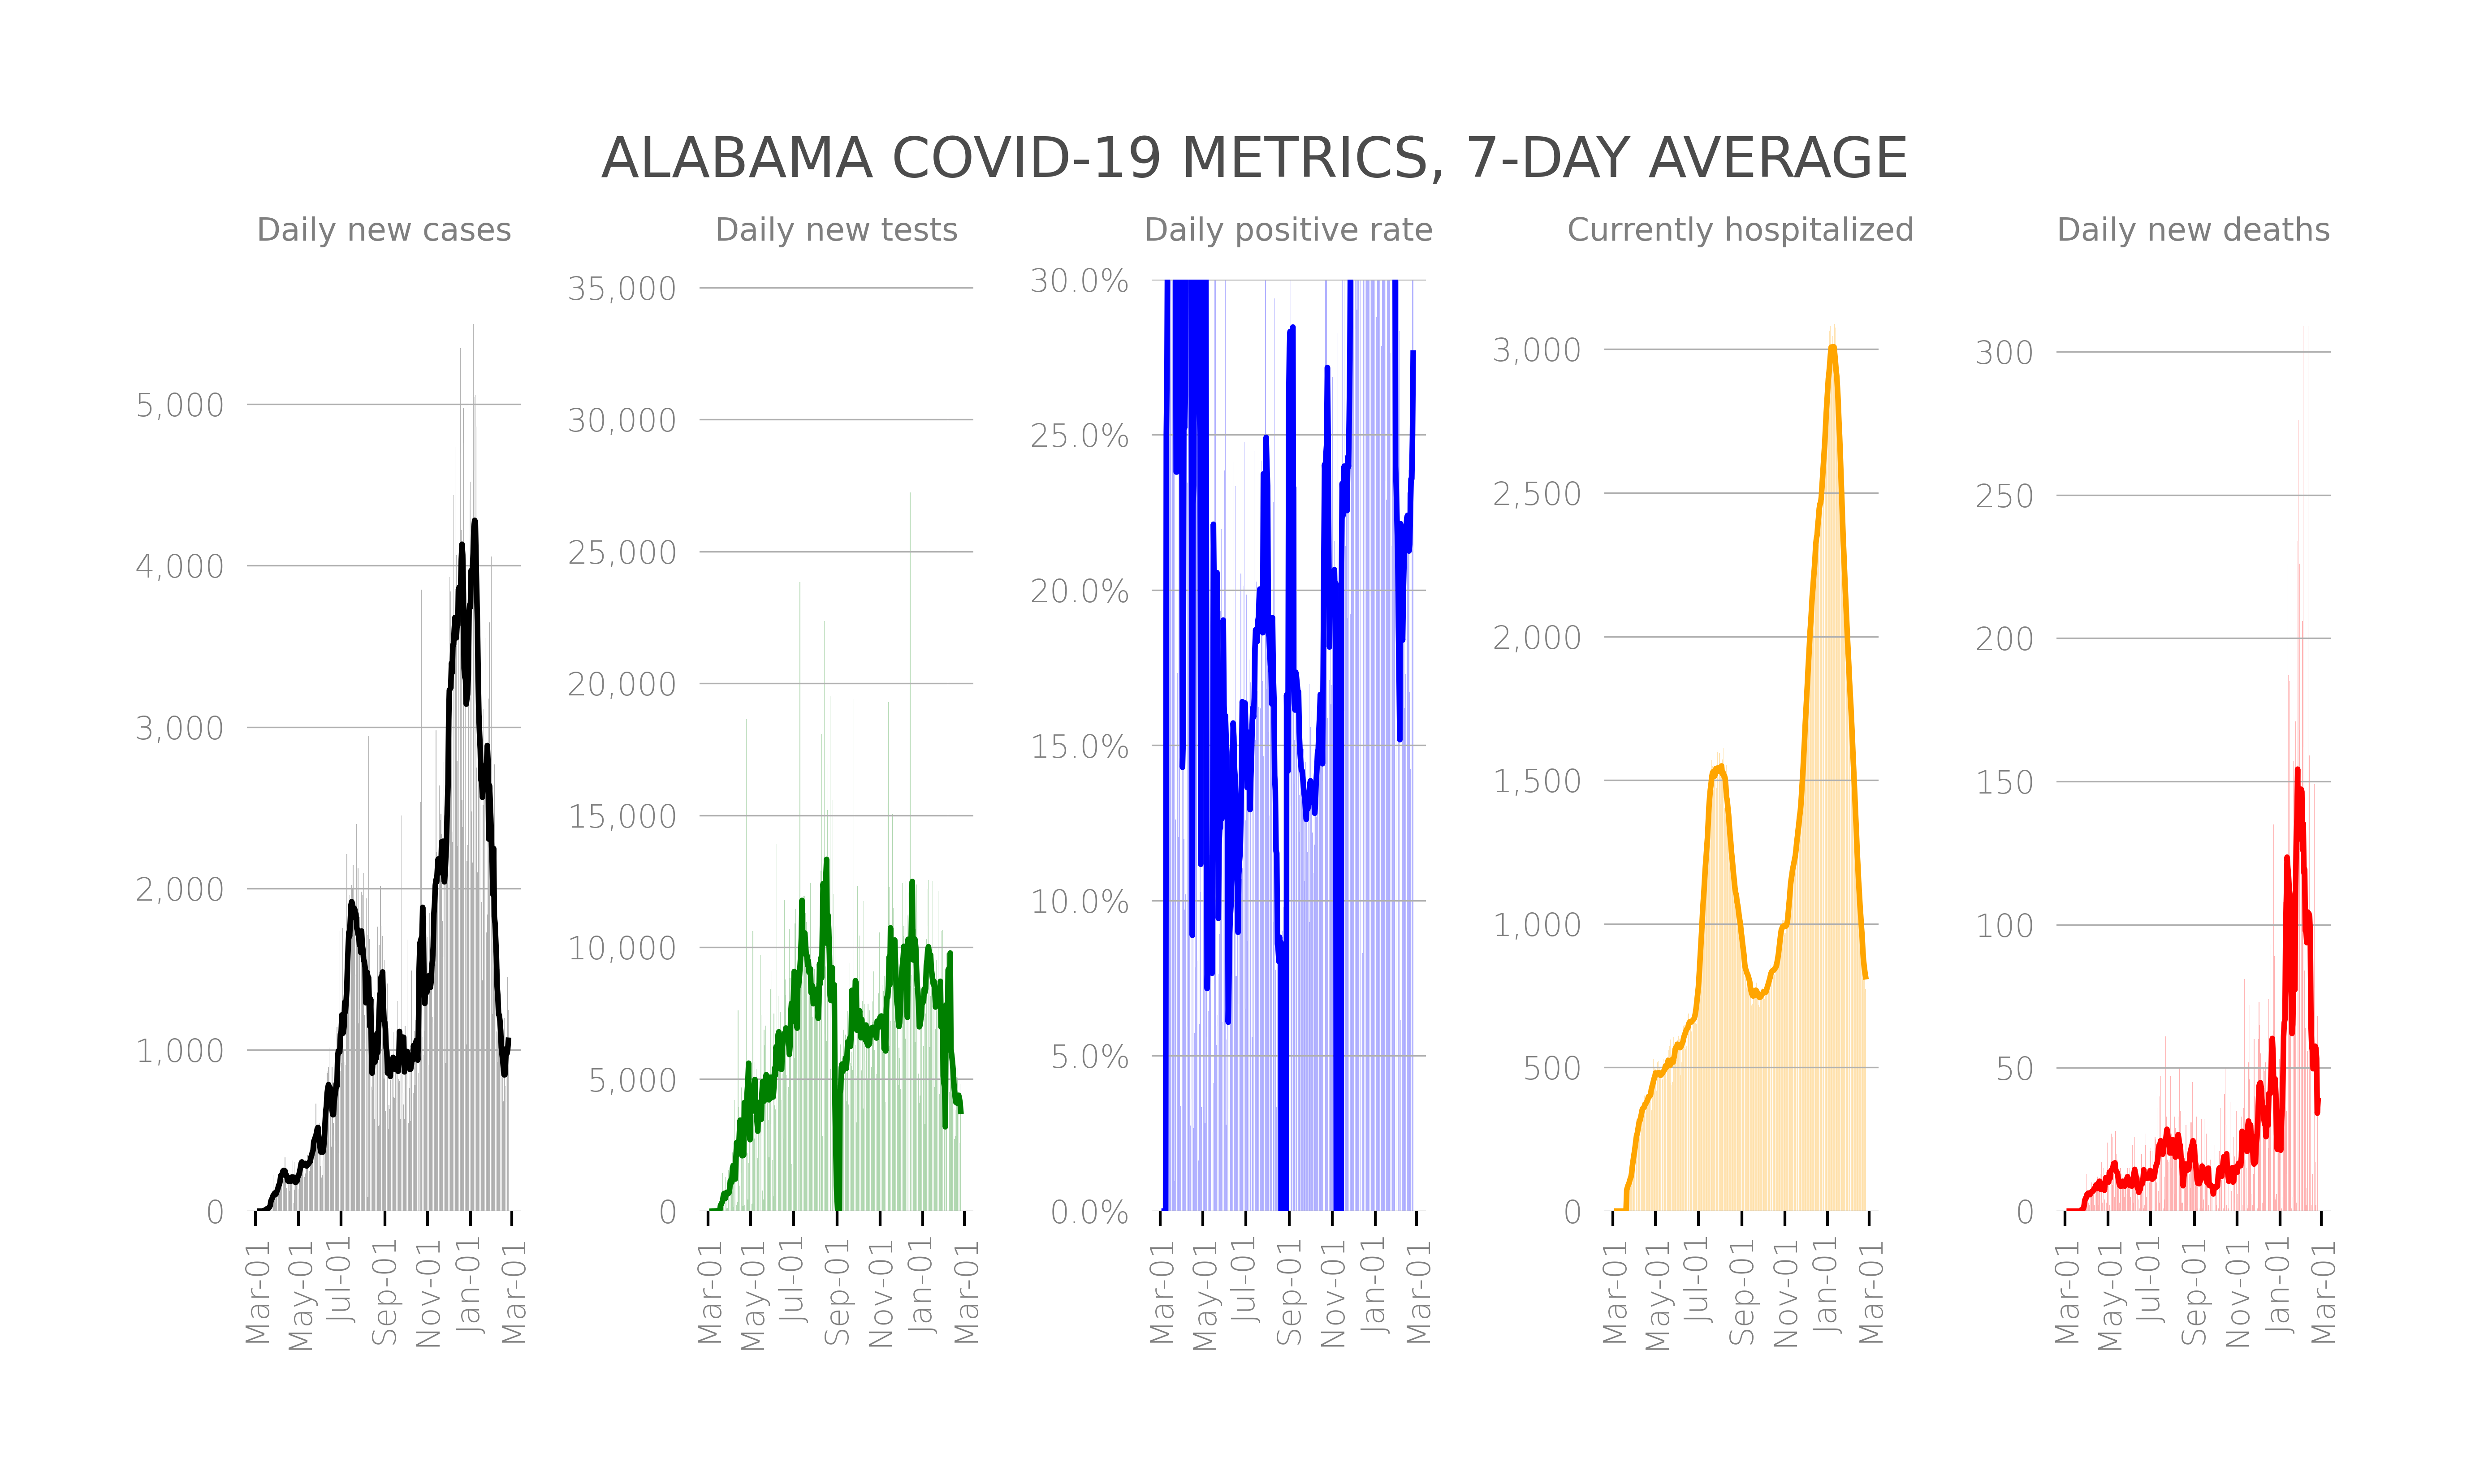 ALABAMA COVID-19 METRICS, 7-DAY AVERAGE
Daily new cases
5,000
4,000
3,000
2,000
1,000
0
Mar-01
May-01
Jul-01
Sep-01
Nov-01
Jan-01
Mar-01
Daily new tests
35,000
30,000
25,000
20,000
15,000
10,000
5,000
0
Mar-01
May-01
Jul-01
Sep-01
Nov-01
Jan-01
Mar-01
Daily positive rate
30.0%
25.0%
20.0%
15.0%
10.0%
5.0%
0.0%
Mar-01
May-01
Jul-01
Sep-01
Nov-01
Jan-01
Mar-01
Currently hospitalized
3,000
2,500
2,000
1,500
1,000
500
0
Mar-01
May-01
Jul-01
Sep-01
Nov-01
Jan-01
Mar-01
Daily new deaths
300
250
200
150
100
50
0
Mar-01
May-01
Jul-01
Sep-01
Nov-01
Jan-01
Mar-01